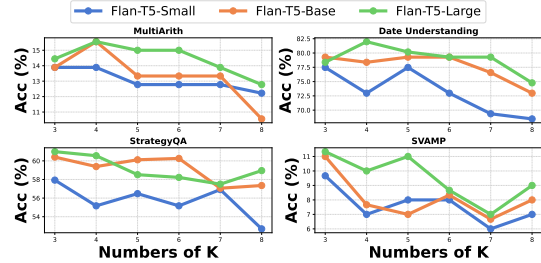 Flan-T5-Small Flan-T5-Base Flan-T5-Large
MultiArith
Acc (%)
15
14
13
12
11
3 4 5 6 7 8
Date Understanding
Acc (%)
82.5
80.0
77.5
75.0
72.5
70.0
3 4 5 6 7 8
StrategyQA
Acc (%)
60
58
56
54
3 4 5 6 7 8
Numbers of K
SVAMP
Acc (%)
11
10
9
8
7
6
3 4 5 6 7 8
Numbers of K